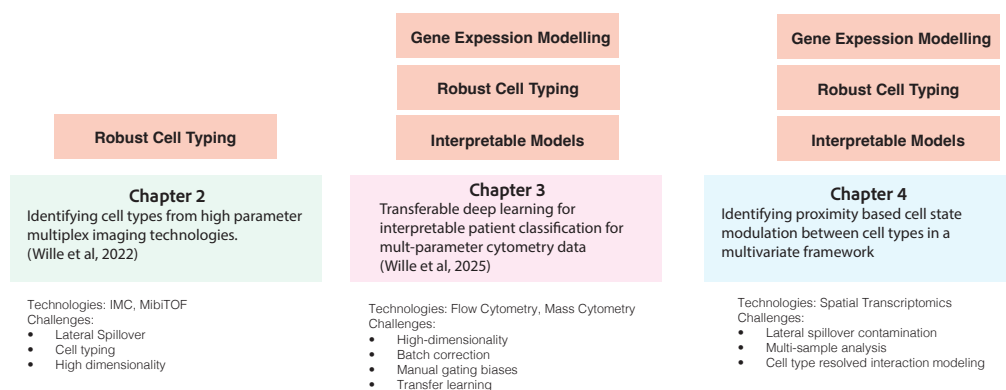 Robust Cell Typing
Chapter 2
Identifying cell types from high parameter
multiplex imaging technologies.
(Wille et al, 2022)
Technologies: IMC, MibiTOF
Challenges:
• Lateral Spillover
• Cell typing
• High dimensionality
Gene Expession Modelling
Robust Cell Typing
Interpretable Models
Chapter 3
Transferable deep learning for
interpretable patient classification for
mult-parameter cytometry data
(Wille et al, 2025)
Technologies: Flow Cytometry, Mass Cytometry
Challenges:
• High-dimensionality
• Batch correction
• Manual gating biases
• Transfer learning
Gene Expession Modelling
Robust Cell Typing
Interpretable Models
Chapter 4
Identifying proximity based cell state
modulation between cell types in a
multivariate framework
Technologies: Spatial Transcriptomics
Challenges:
• Lateral spillover contamination
• Multi-sample analysis
• Cell type resolved interaction modeling